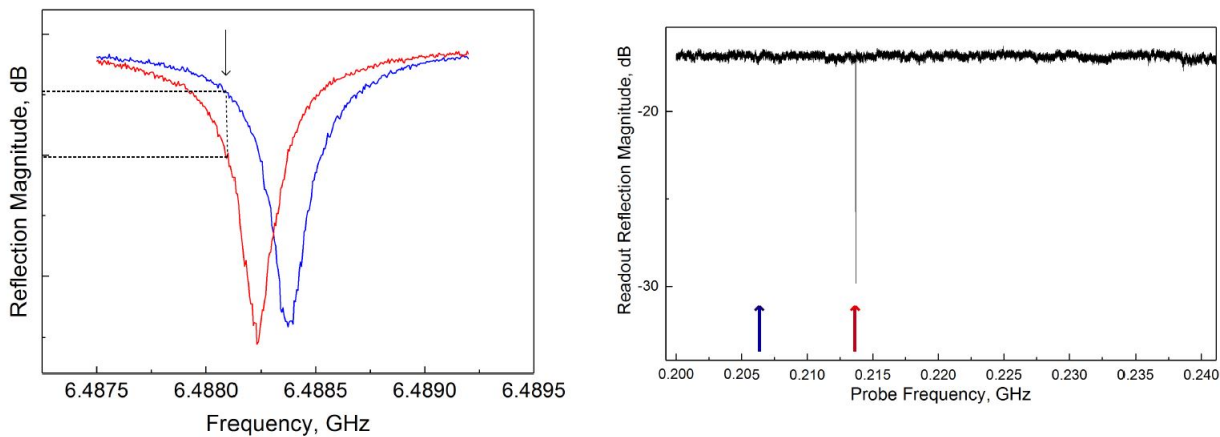 Reflection Magnitude, dB
6.4875 6.4880 6.4885 6.4890 6.4895
Frequency, GHz
Readout Reflection Magnitude, dB
-20
-30
0.200 0.205 0.210 0.215 0.220 0.225 0.230 0.235 0.240
Probe Frequency, GHz